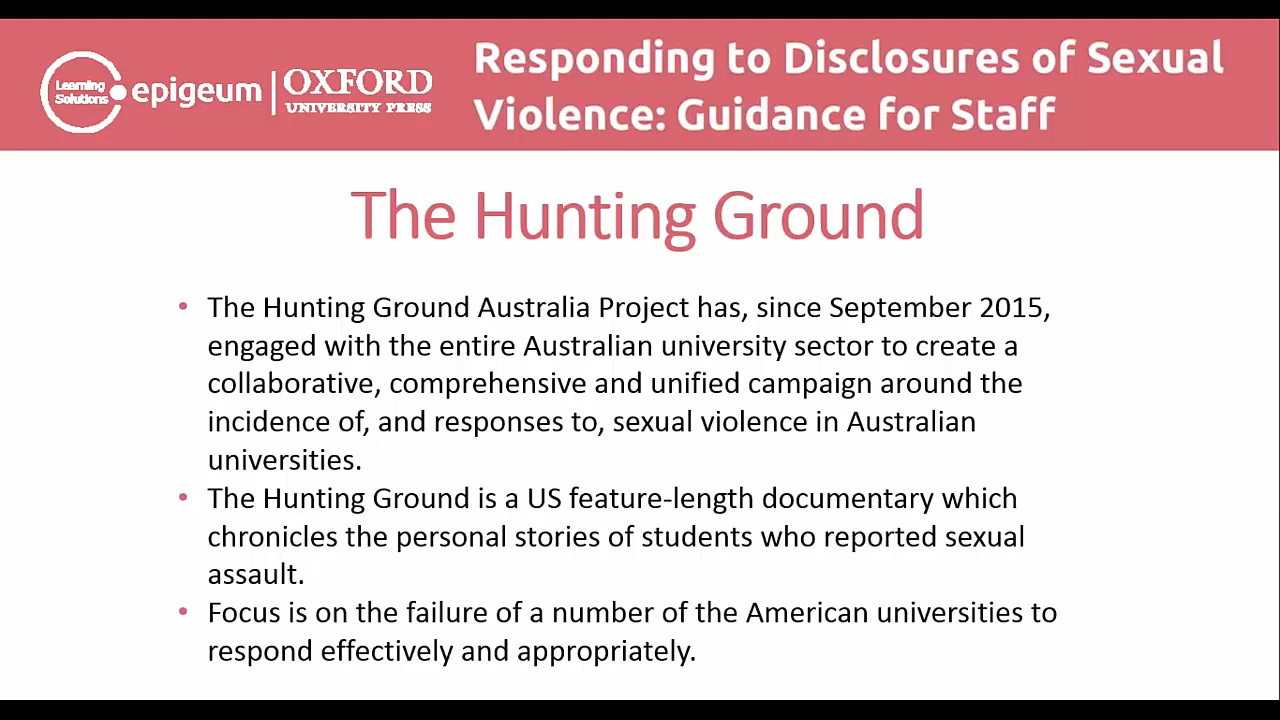 Learning
Solutions
epigeum
OXFORD
UNIVERSITY PRESS
Responding to Disclosures of Sexual
Violence: Guidance for Staff
The Hunting Ground
• The Hunting Ground Australia Project has, since September 2015,
engaged with the entire Australian university sector to create a
collaborative, comprehensive and unified campaign around the
incidence of, and responses to, sexual violence in Australian
universities.
• The Hunting Ground is a US feature-length documentary which
chronicles the personal stories of students who reported sexual
assault.
• Focus is on the failure of a number of the American universities to
respond effectively and appropriately.